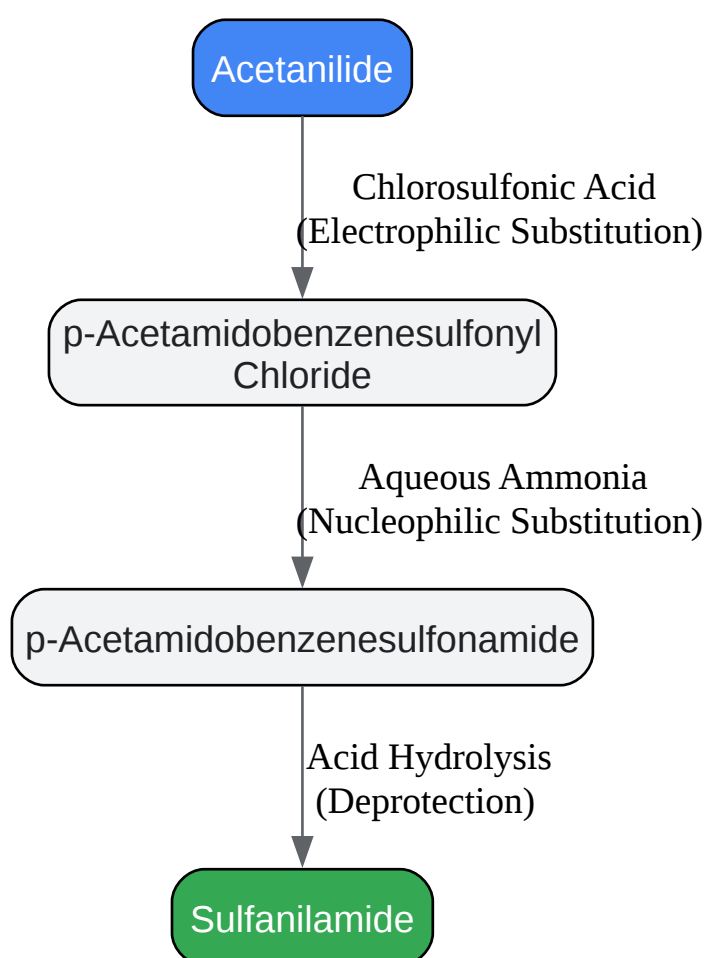 Acetanilide
Chlorosulfonic Acid
(Electrophilic Substitution)
p-Acetamidobenzenesulfonyl
Chloride
Aqueous Ammonia
(Nucleophilic Substitution)
p-Acetamidobenzenesulfonamide
Acid Hydrolysis
(Deprotection)
Sulfanilamide